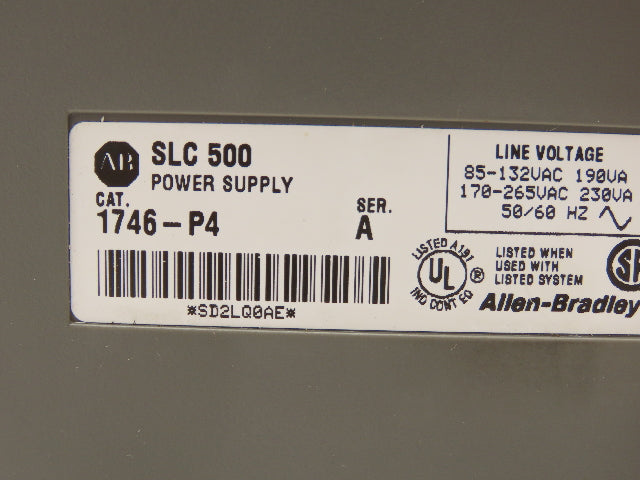 AB
SLC 500
POWER SUPPLY
CAT.
1746-P4
SER.
A
*SD2LQ0AE*
LINE VOLTAGE
85-132VAC 190VA
170-265VAC 230VA
50/60 HZ
LISTED A197
UL
®
IND CONT EQ
LISTED WHEN
USED WITH
LISTED SYSTEM
Allen-Bradley